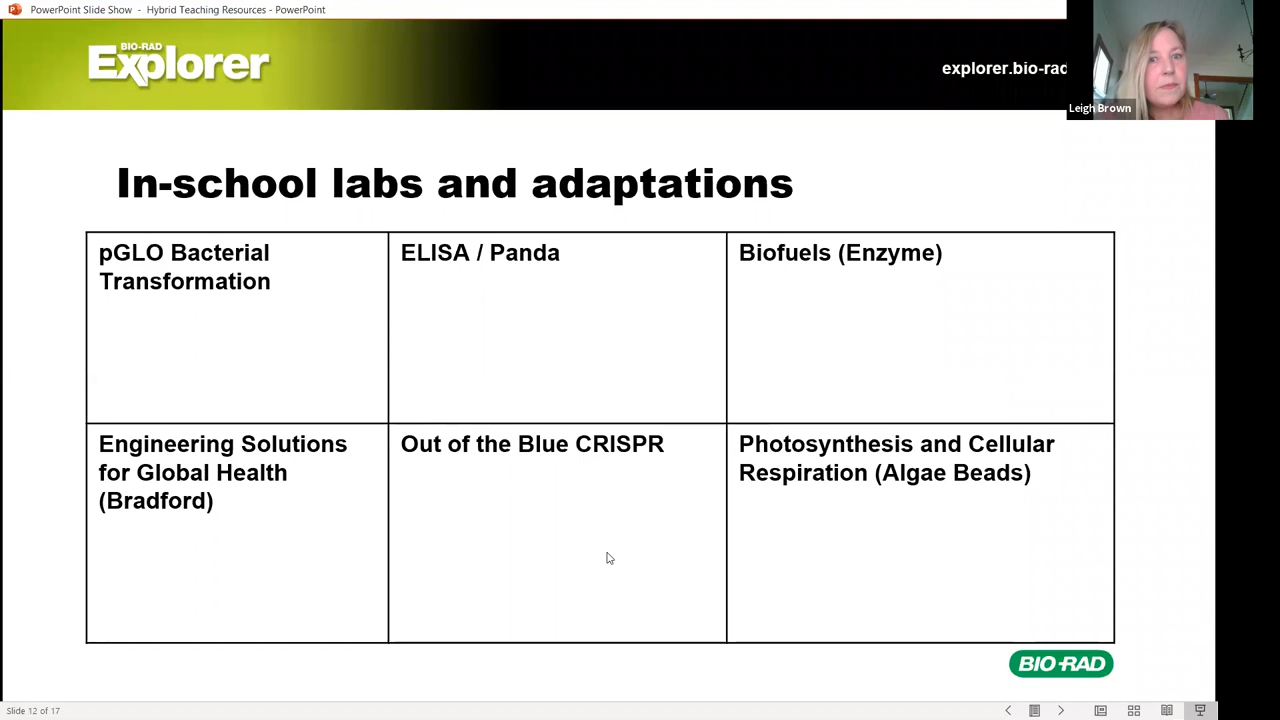 PowerPoint Slide Show - Hybrid Teaching Resources - PowerPoint
BIO-RAD
Explorer
explorer.bio-rad
Leigh Brown
In-school labs and adaptations
pGLO Bacterial
Transformation
ELISA / Panda
Biofuels (Enzyme)
Engineering Solutions
for Global Health
(Bradford)
Out of the Blue CRISPR
Photosynthesis and Cellular
Respiration (Algae Beads)
BIO-RAD
Slide 12 of 17